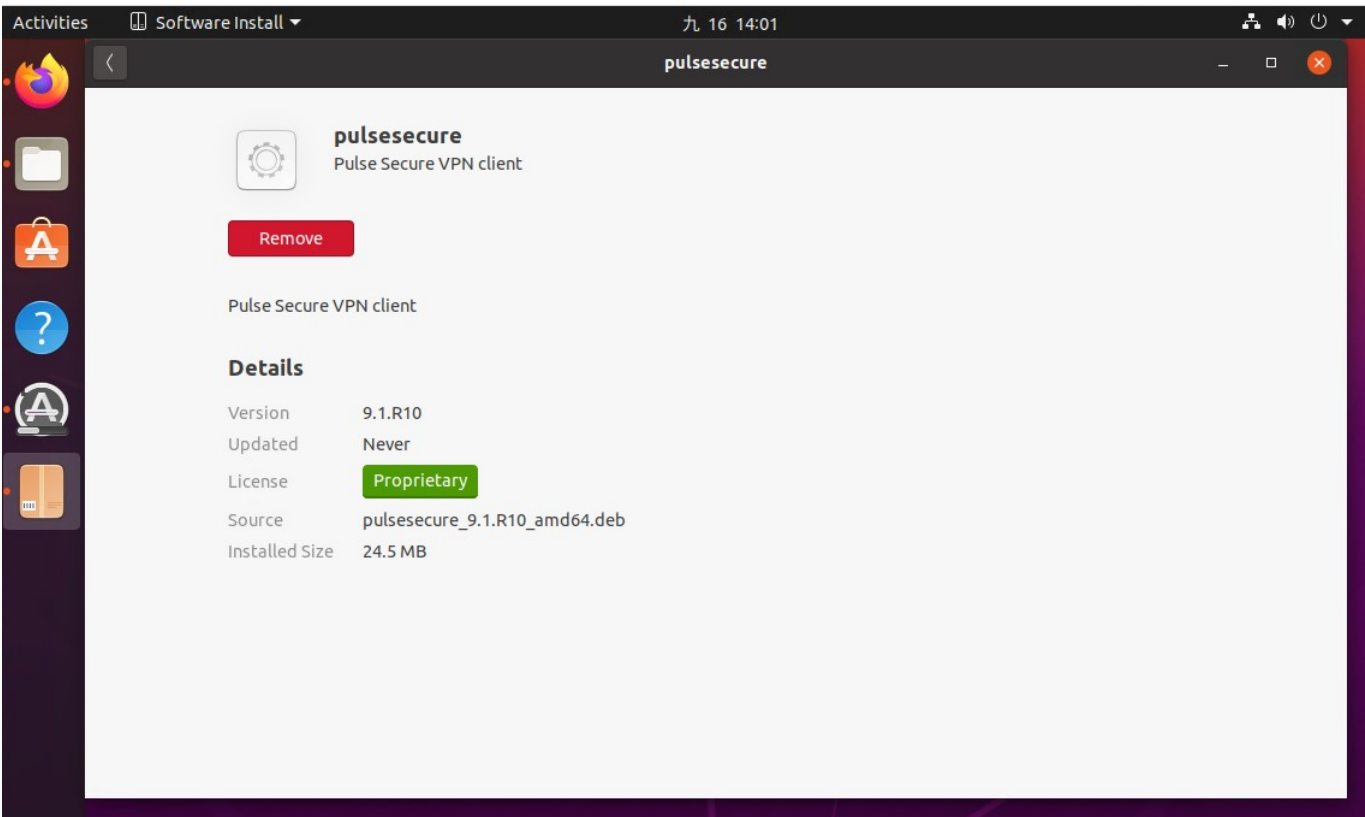 Activities Software Install 九 16 14:01
pulsesecure
pulsesecure
Pulse Secure VPN client
Remove
Pulse Secure VPN client
Details
Version 9.1.R10
Updated Never
License Proprietary
Source pulsesecure_9.1.R10_amd64.deb
Installed Size 24.5 MB